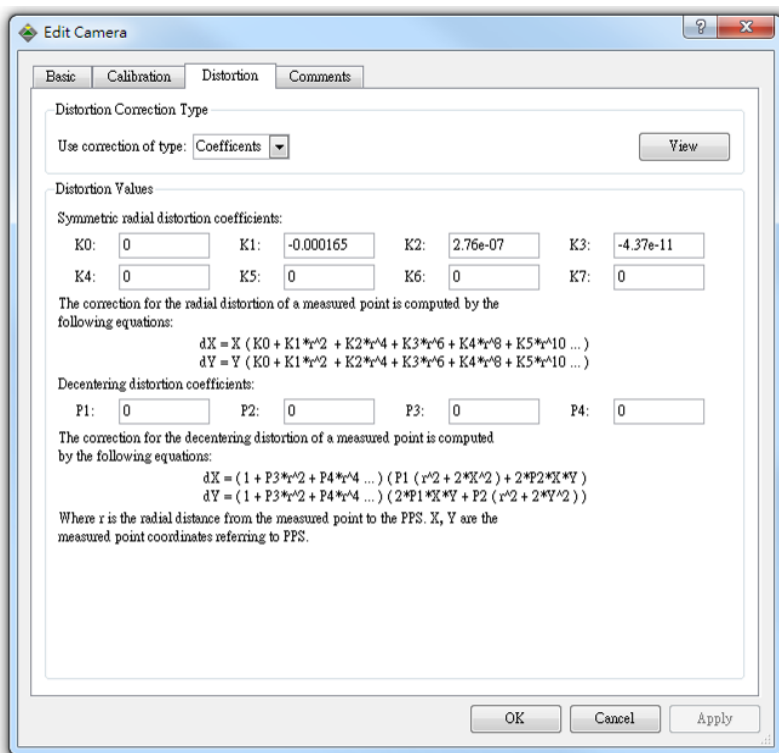 Edit Camera
?
Basic Calibration Distortion Comments
Distortion Correction Type
Use correction of type: Coefficents View
Distortion Values
Symmetric radial distortion coefficients:
K0: 0 K1: -0.000165 K2: 2.76e-07 K3: -4.37e-11
K4: 0 K5: 0 K6: 0 K7: 0
The correction for the radial distortion of a measured point is computed by the
following equations:
dX = X ( K0 + K1*r^2 + K2*r^4 + K3*r^6 + K4*r^8 + K5*r^10 ... )
dY = Y ( K0 + K1*r^2 + K2*r^4 + K3*r^6 + K4*r^8 + K5*r^10 ... )
Decentering distortion coefficients:
P1: 0 P2: 0 P3: 0 P4: 0
The correction for the decentering distortion of a measured point is computed
by the following equations:
dX = ( 1 + P3*r^2 + P4*r^4 ... ) ( P1 ( r^2 + 2*X^2 ) + 2*P2*X*Y )
dY = ( 1 + P3*r^2 + P4*r^4 ... ) ( 2*P1*X*Y + P2 ( r^2 + 2*Y^2 ) )
Where r is the radial distance from the measured point to the PPS. X, Y are the
measured point coordinates referring to PPS.
OK Cancel Apply